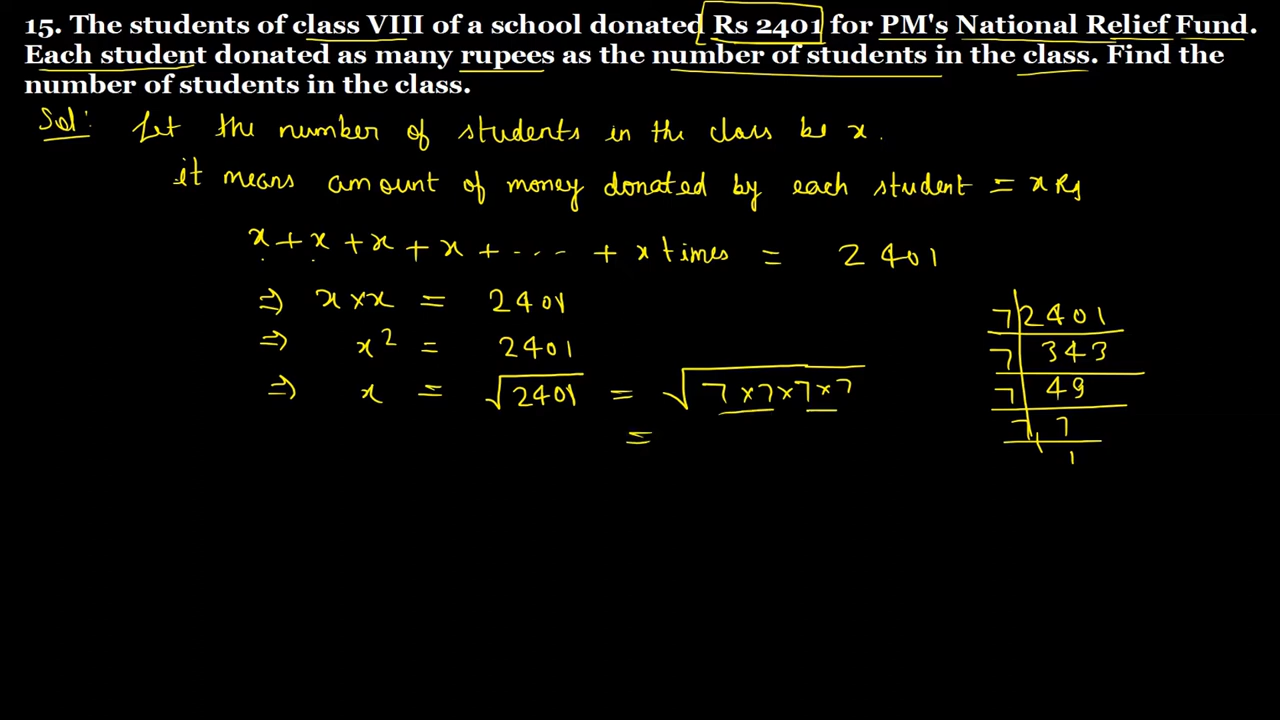 15. The students of class VIII of a school donated Rs 2401 for PM's National Relief Fund.
Each student donated as many rupees as the number of students in the class. Find the
number of students in the class.
Sol: Let the number of students in the class be x.
it means amount of money donated by each student = x Rs
x + x + x + x + ... + x times = 2401
⇒ x × x = 2401
⇒ x² = 2401
⇒ x = √2401 = √7×7×7×7
=
7 | 2401
7 | 343
7 | 49
7 | 7
1